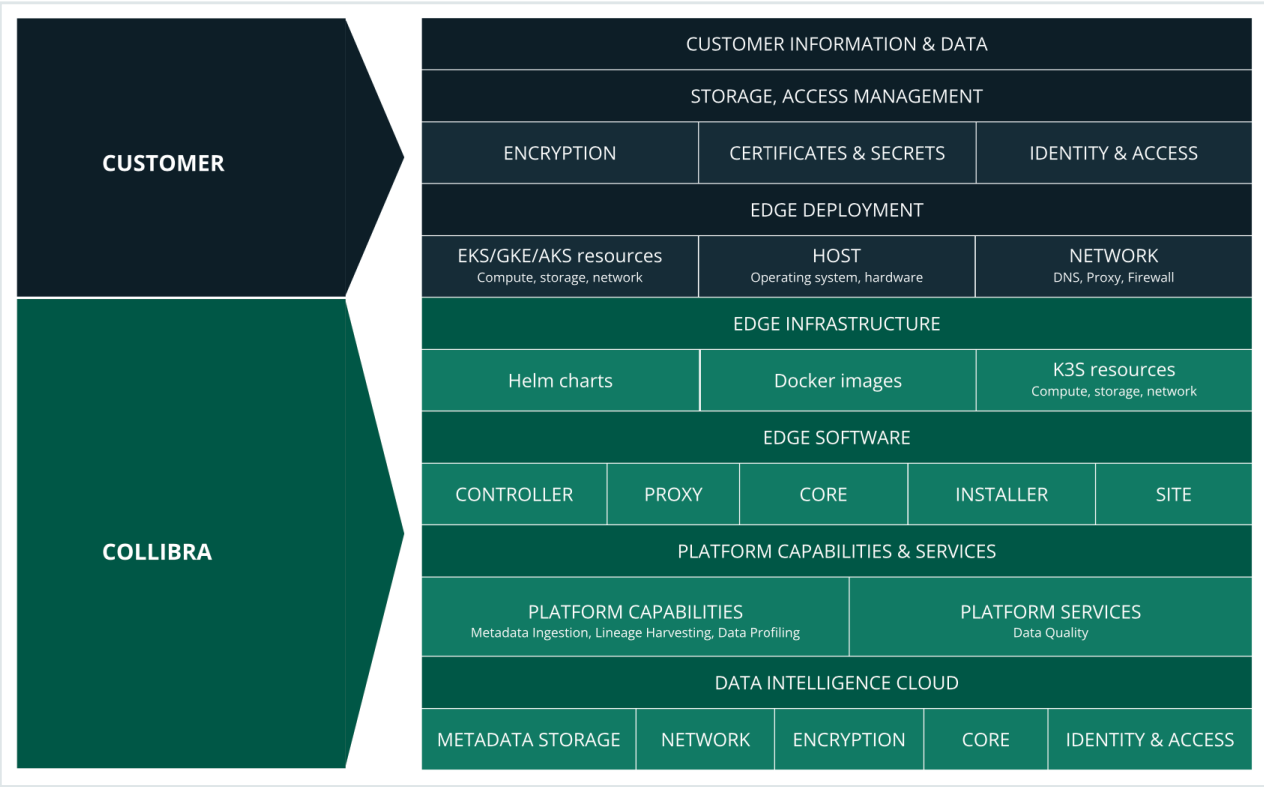 CUSTOMER INFORMATION & DATA
STORAGE, ACCESS MANAGEMENT
CUSTOMER
ENCRYPTION
CERTIFICATES & SECRETS
IDENTITY & ACCESS
EDGE DEPLOYMENT
EKS/GKE/AKS resources
Compute, storage, network
HOST
Operating system, hardware
NETWORK
DNS, Proxy, Firewall
COLLIBRA
EDGE INFRASTRUCTURE
Helm charts
Docker images
K3S resources
Compute, storage, network
EDGE SOFTWARE
CONTROLLER
PROXY
CORE
INSTALLER
SITE
PLATFORM CAPABILITIES & SERVICES
PLATFORM CAPABILITIES
Metadata Ingestion, Lineage Harvesting, Data Profiling
PLATFORM SERVICES
Data Quality
DATA INTELLIGENCE CLOUD
METADATA STORAGE
NETWORK
ENCRYPTION
CORE
IDENTITY & ACCESS